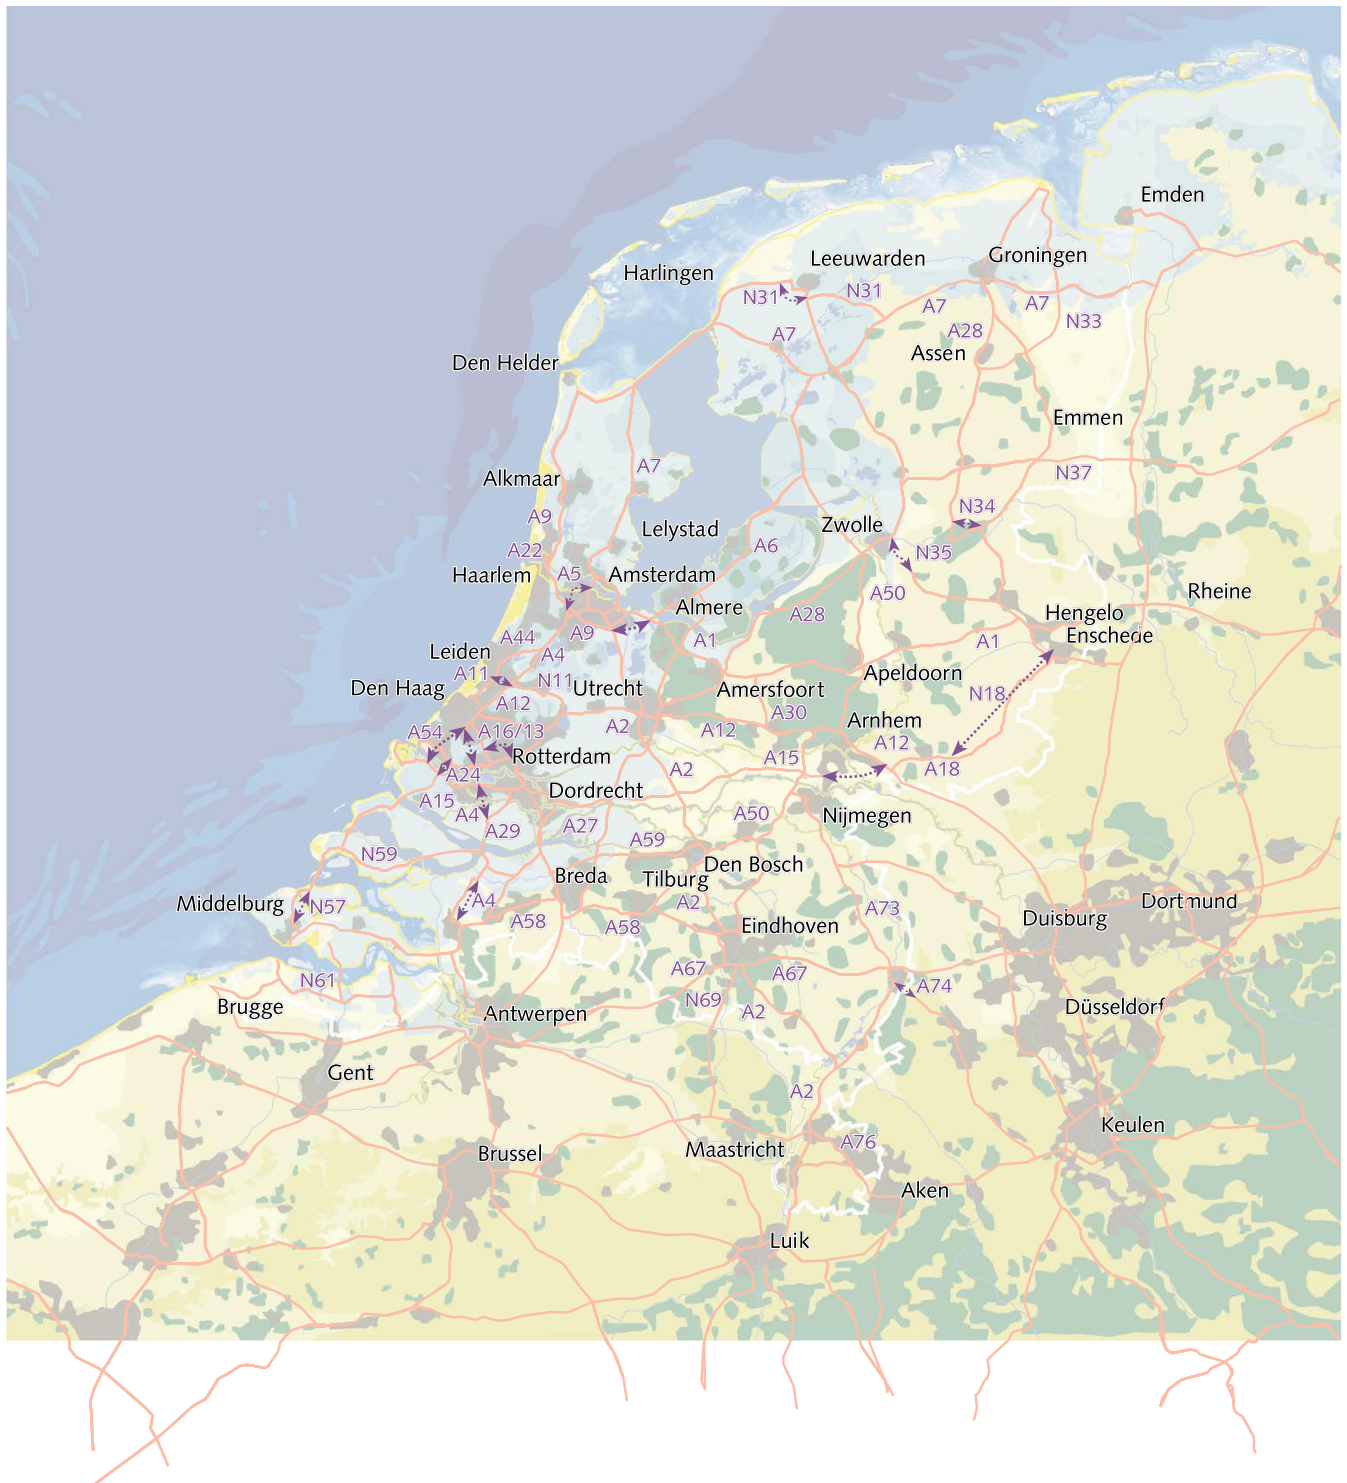 Emden
Leeuwarden
Groningen
Harlingen
N31
N31
A7
A7
N33
A7
A28
Assen
Den Helder
Emmen
A7
N37
Alkmaar
A9
N34
Lelystad
Zwolle
A6
A22
N35
Haarlem
A5
Amsterdam
A50
Rheine
Almere
A28
Hengelo
A44
A9
A1
A1
Enschede
Leiden
A4
A11
N11
Apeldoorn
Den Haag
Utrecht
Amersfoort
N18
A12
A30
Arnhem
A54
A16/13
A2
A12
A12
Rotterdam
A15
A18
A24
A2
Dordrecht
A15
A4
A50
Nijmegen
A29
A27
A59
N59
Den Bosch
Breda
Tilburg
Middelburg
N57
A4
A2
A73
Dortmund
Duisburg
A58
A58
Eindhoven
A67
A67
N61
A74
N69
Brugge
Antwerpen
A2
Düsseldorf
Gent
A2
Keulen
Brussel
Maastricht
A76
Aken
Luik